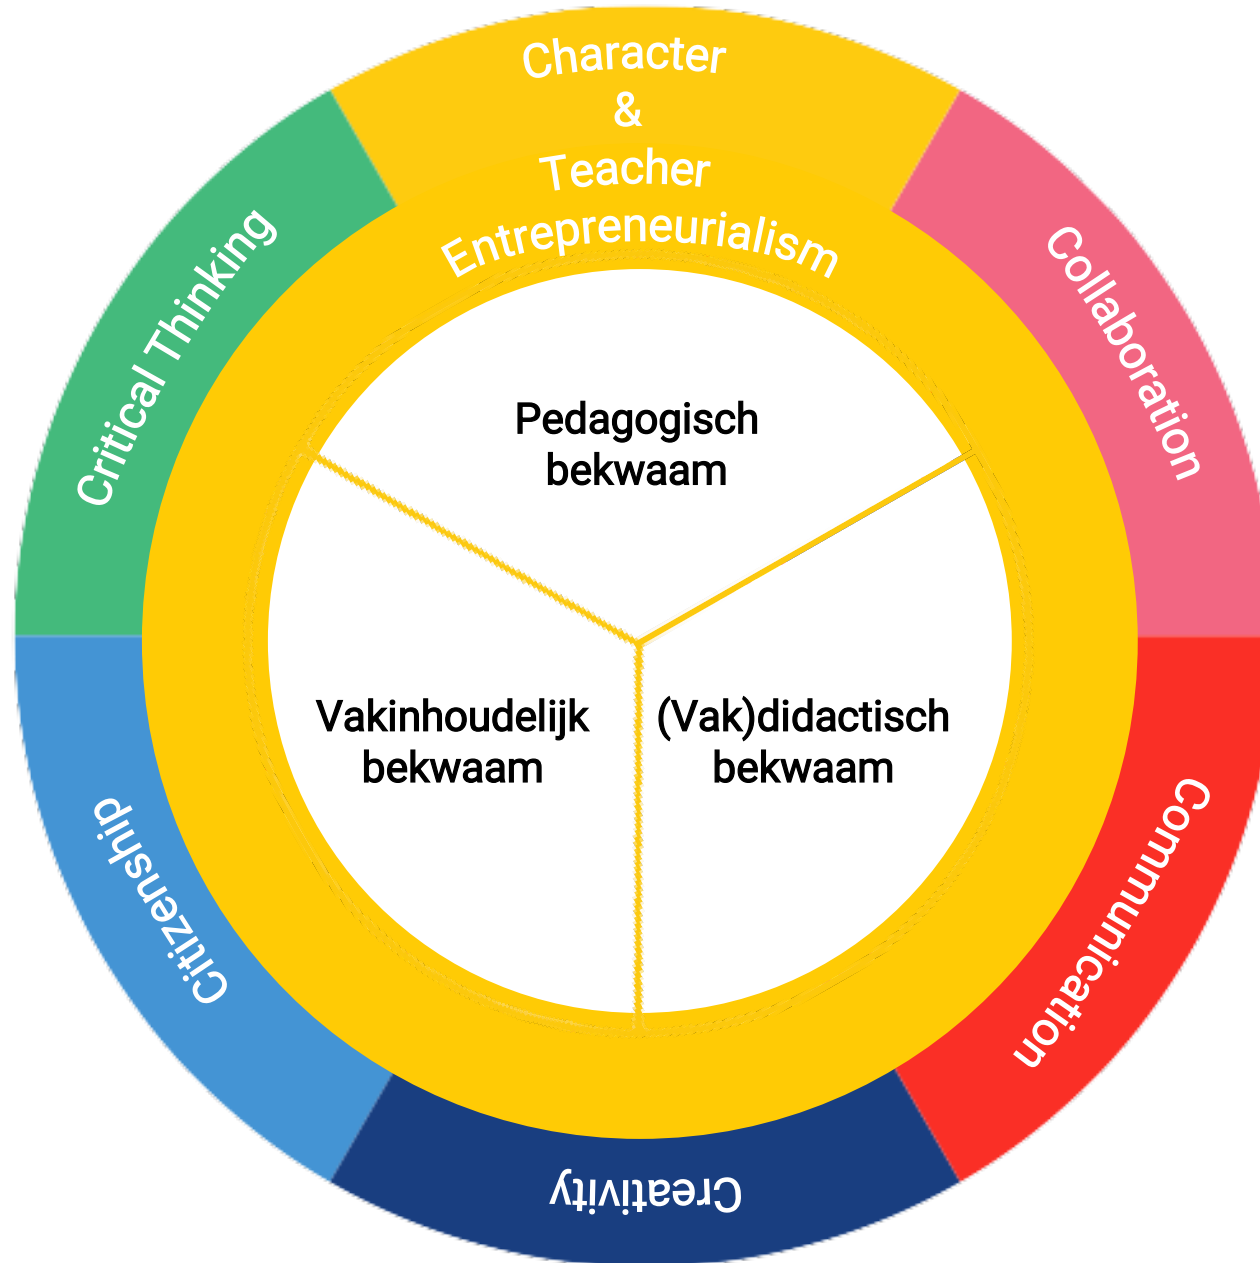 Character
&
Teacher
Entrepreneurialism
Collaboration
Communication
Creativity
Citizenship
Critical Thinking
Pedagogisch
bekwaam
Vakinhoudelijk
bekwaam
(Vak)didactisch
bekwaam